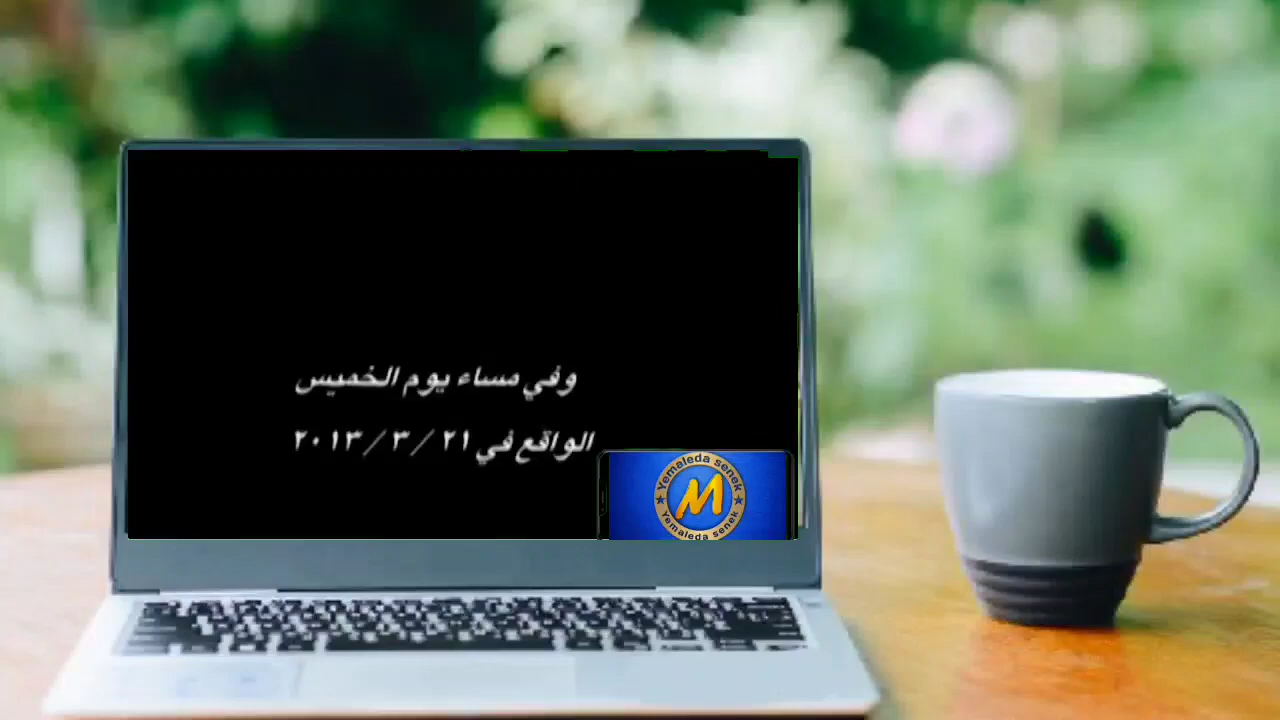 وفي مساء يوم الخميس
الواقع في ٢١ / ٣ / ٢٠١٣
Yemaleda senek
M
Yemaleda senek